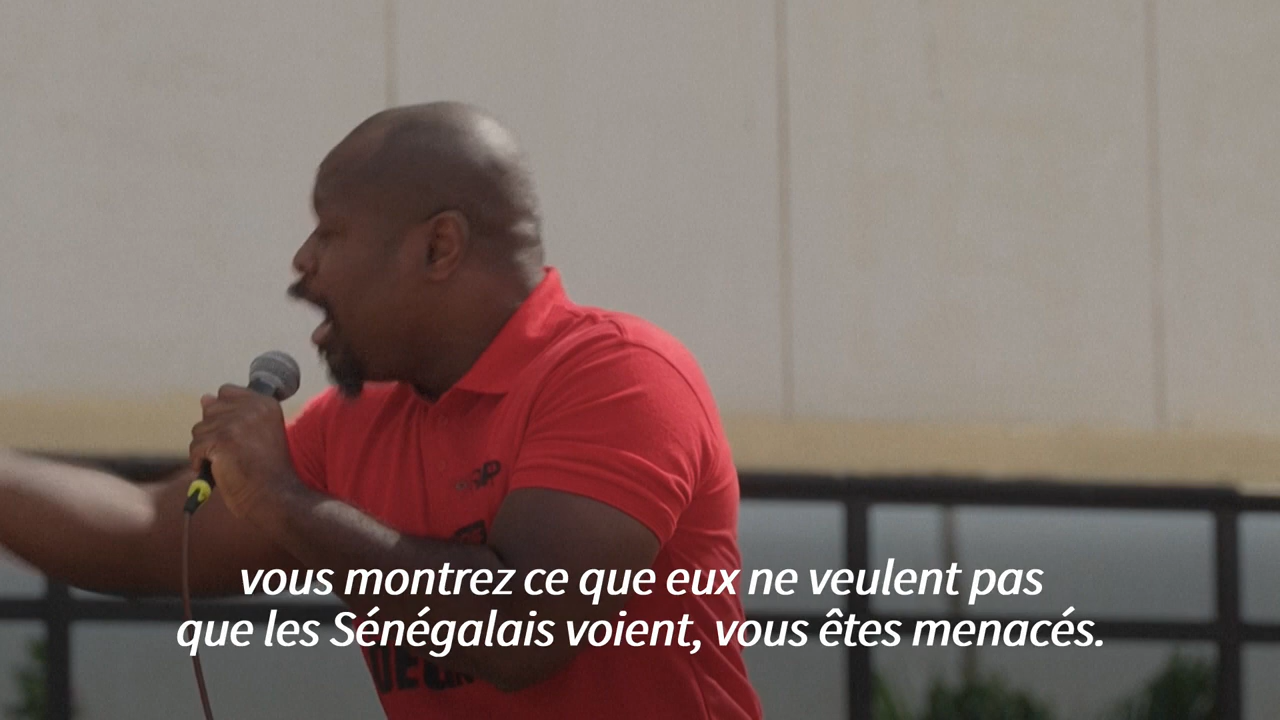 vous montrez ce que eux ne veulent pas
que les Sénégalais voient, vous êtes menacés.